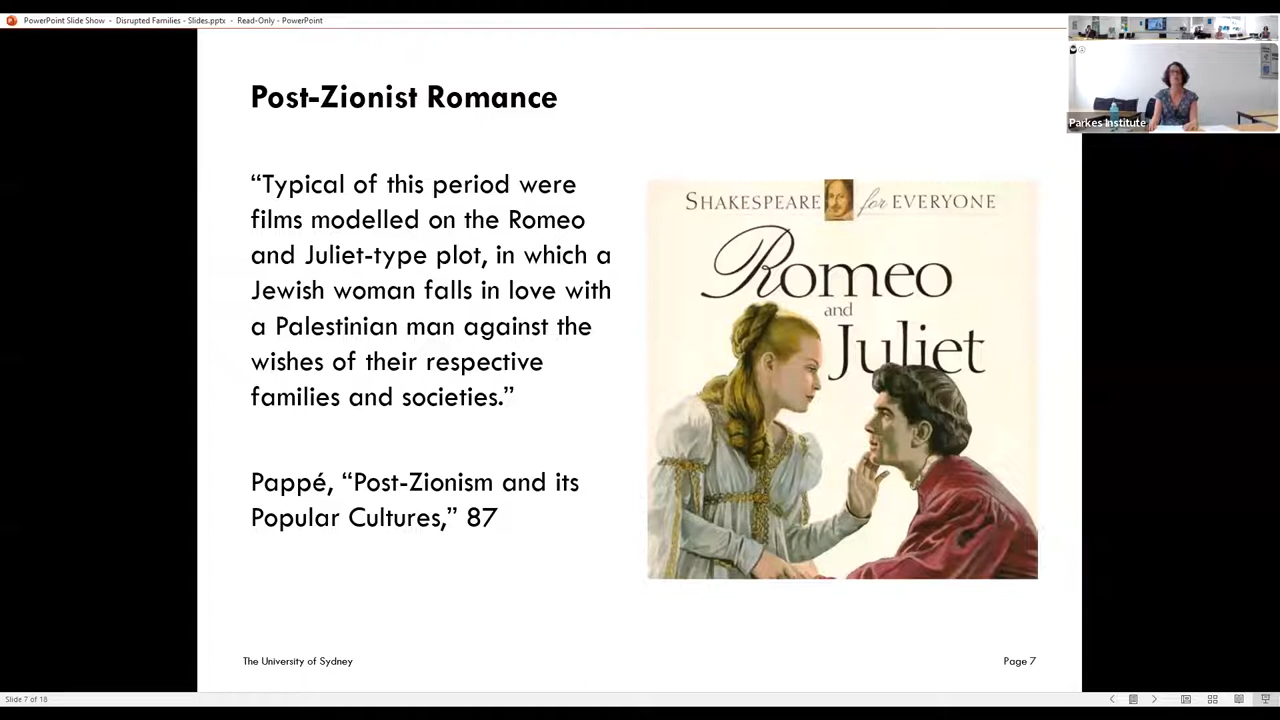 PowerPoint Slide Show - Disrupted Families - Slides.pptx - Read-Only - PowerPoint
Parkes Institute
Post-Zionist Romance
“Typical of this period were
films modelled on the Romeo
and Juliet-type plot, in which a
Jewish woman falls in love with
a Palestinian man against the
wishes of their respective
families and societies.”
Pappé, “Post-Zionism and its
Popular Cultures,” 87
SHAKESPEARE for EVERYONE
Romeo
and
Juliet
The University of Sydney
Page 7
Slide 7 of 18